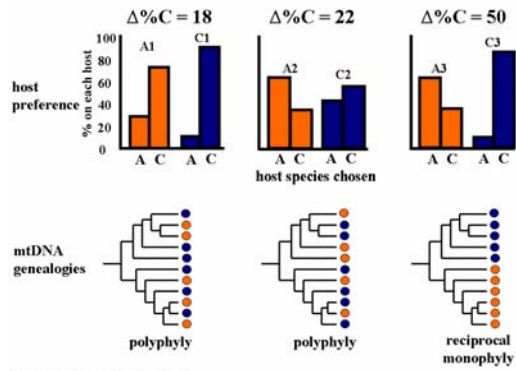 Δ%C = 18 Δ%C = 22 Δ%C = 50
host
preference
% on each host
100
80
60
40
20
0
A1 C1
A2 C2
A3 C3
A C A C
A C A C
A C A C
host species chosen
mtDNA
genealogies
polyphyly polyphyly reciprocal
monophyly